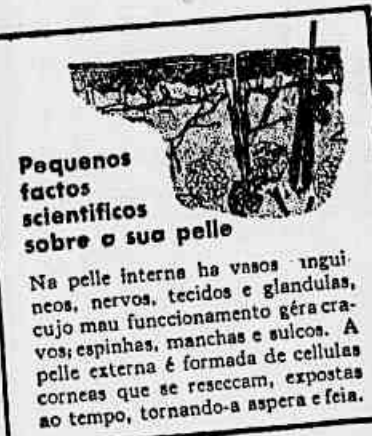 Pequenos
factos
scientificos
sobre a sua pelle
Na pelle interna ha vasos
neos, nervos, tecidos e glandulas,
cujo mau funccionamento géra cra-
vos, espinhas, manchas e sulcos. A
pelle externa é formada de cellulas
corneas que se resecam, expostas
ao tempo, tornando-a aspera e feia.